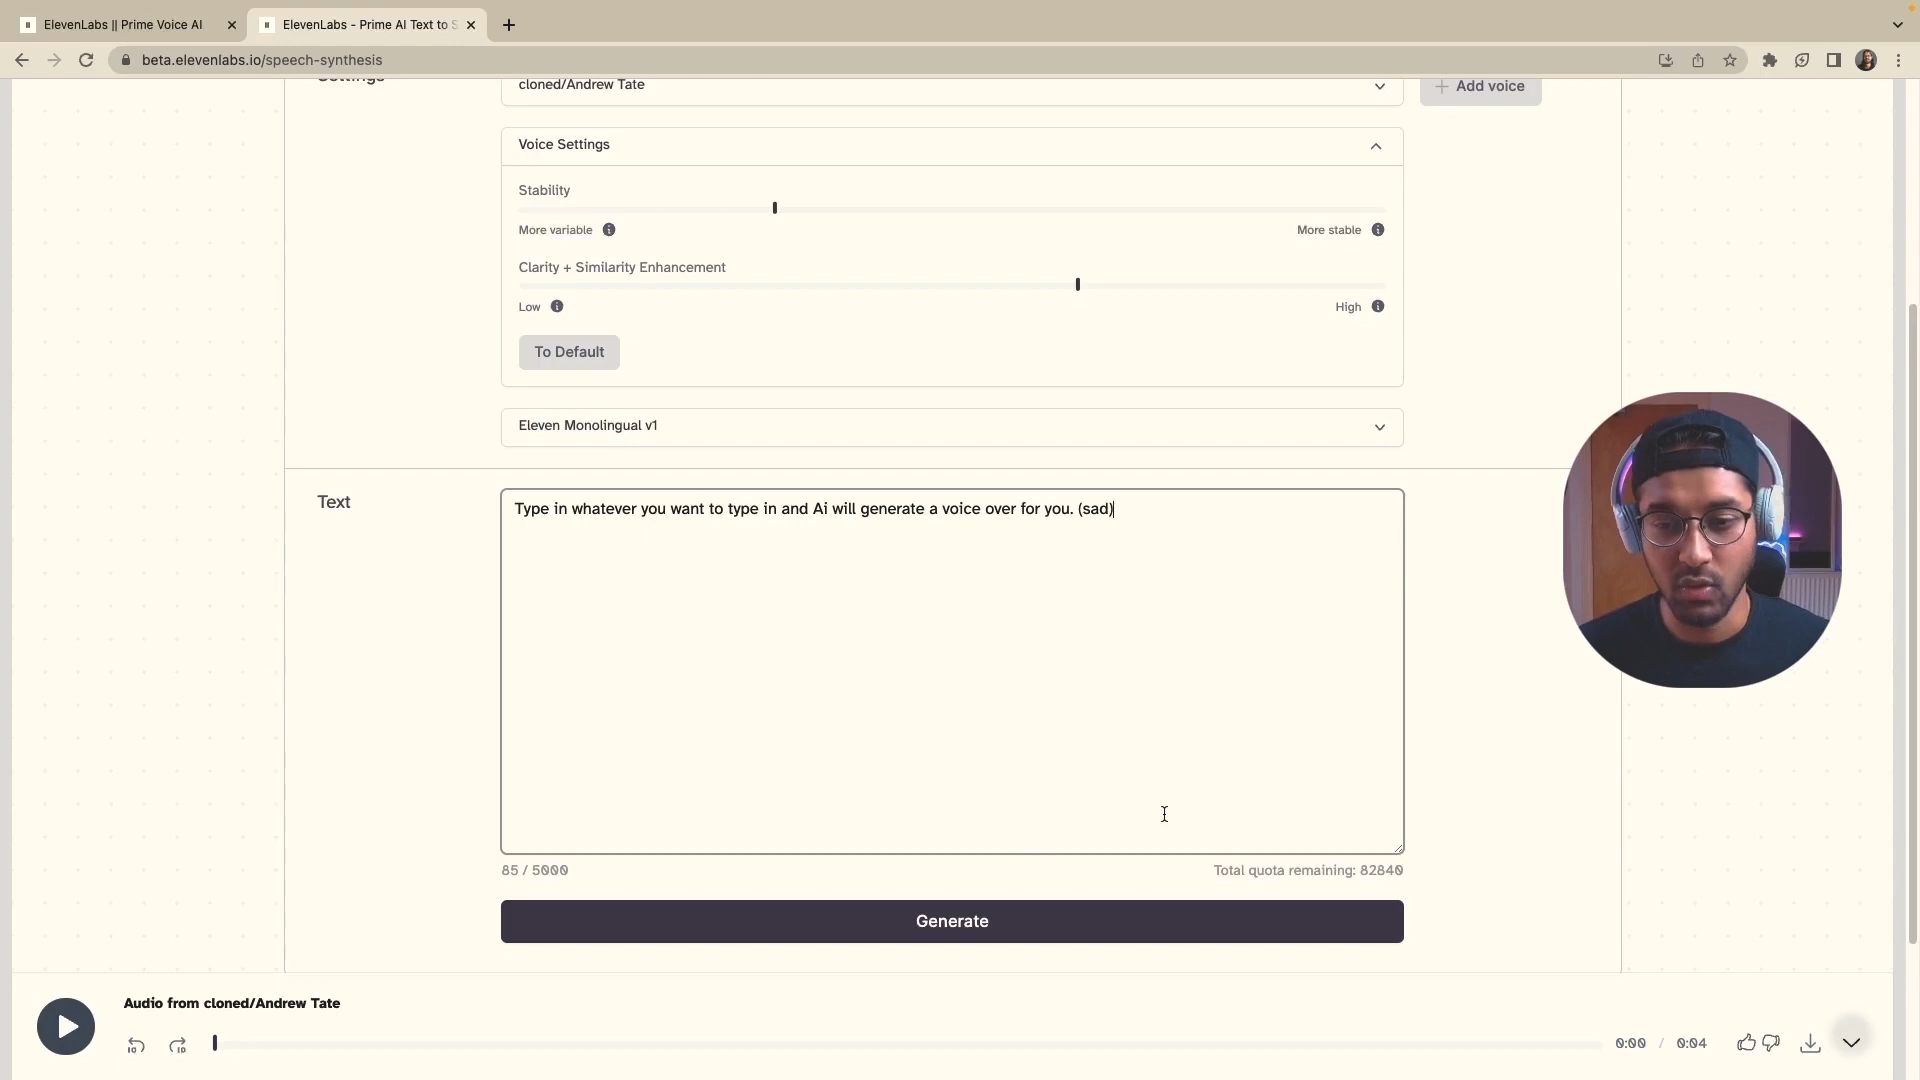 ElevenLabs || Prime Voice AI
ElevenLabs - Prime AI Text to S
beta.elevenlabs.io/speech-synthesis
Settings
cloned/Andrew Tate
Add voice
Voice Settings
Stability
More variable
More stable
Clarity + Similarity Enhancement
Low
High
To Default
Eleven Monolingual v1
Text
Type in whatever you want to type in and Ai will generate a voice over for you. (sad)
85 / 5000
Total quota remaining: 82840
Generate
Audio from cloned/Andrew Tate
10
10
0:00 / 0:04